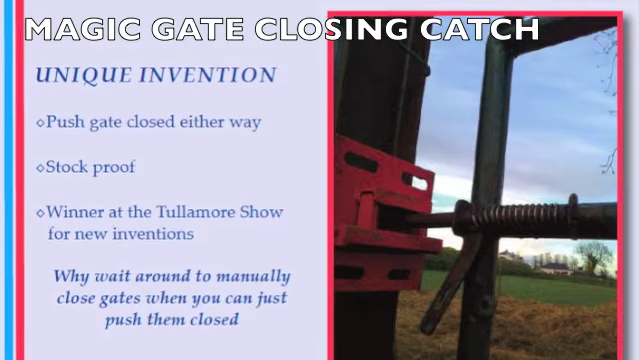 MAGIC GATE CLOSING CATCH
UNIQUE INVENTION
◇Push gate closed either way
◇Stock proof
◇Winner at the Tullamore Show
for new inventions
Why wait around to manually
close gates when you can just
push them closed